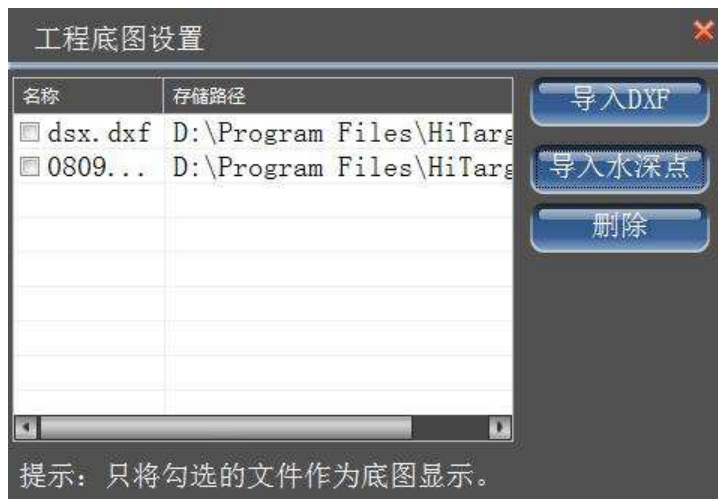 工程底图设置
名称 存储路径
导入DXF
dsx.dxf D:\Program Files\HiTarg
0809... D:\Program Files\HiTarg
导入水深点
删除
提示：只将勾选的文件作为底图显示。